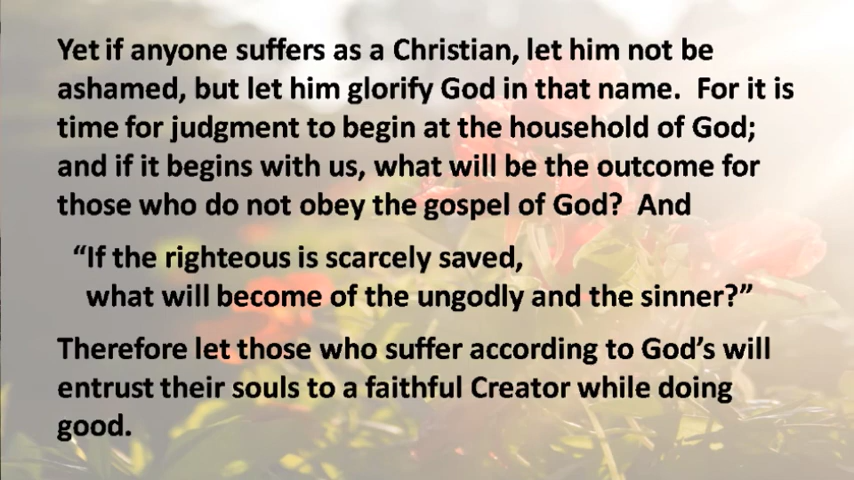 Yet if anyone suffers as a Christian, let him not be
ashamed, but let him glorify God in that name.  For it is
time for judgment to begin at the household of God;
and if it begins with us, what will be the outcome for
those who do not obey the gospel of God?  And
“If the righteous is scarcely saved,
what will become of the ungodly and the sinner?”
Therefore let those who suffer according to God’s will
entrust their souls to a faithful Creator while doing
good.